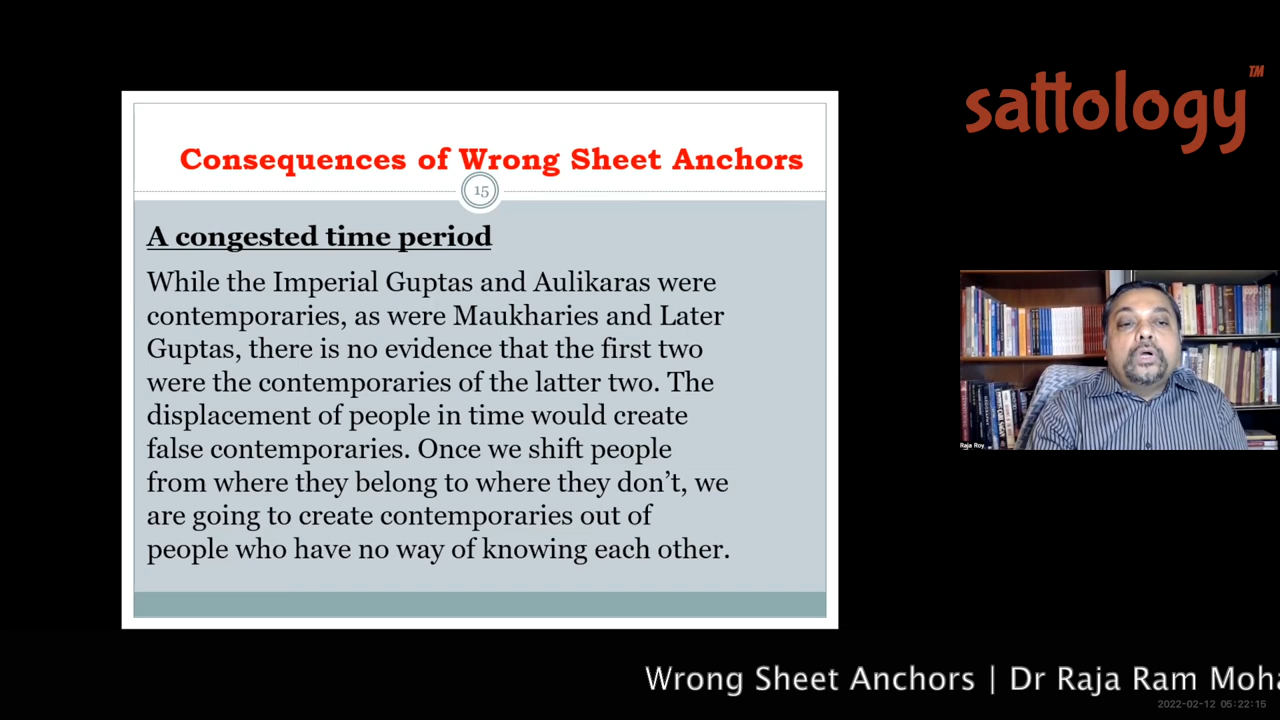 sattology TM
Consequences of Wrong Sheet Anchors
15
A congested time period
While the Imperial Guptas and Aulikaras were
contemporaries, as were Maukharies and Later
Guptas, there is no evidence that the first two
were the contemporaries of the latter two. The
displacement of people in time would create
false contemporaries. Once we shift people
from where they belong to where they don’t, we
are going to create contemporaries out of
people who have no way of knowing each other.
Raja Roy
Wrong Sheet Anchors | Dr Raja Ram Moha
2022-02-12 05:22:15